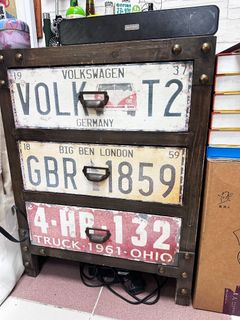 19 VOLKSWAGEN 37
VOLK T2
GERMANY
18 BIG BEN LONDON 59
GBR 1859
4-HP 132
TRUCK-1961-OHIO